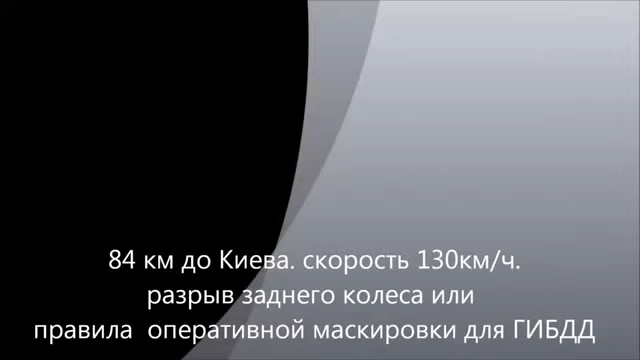 84 км до Киева. скорость 130км/ч.
разрыв заднего колеса или
правила  оперативной маскировки для ГИБДД